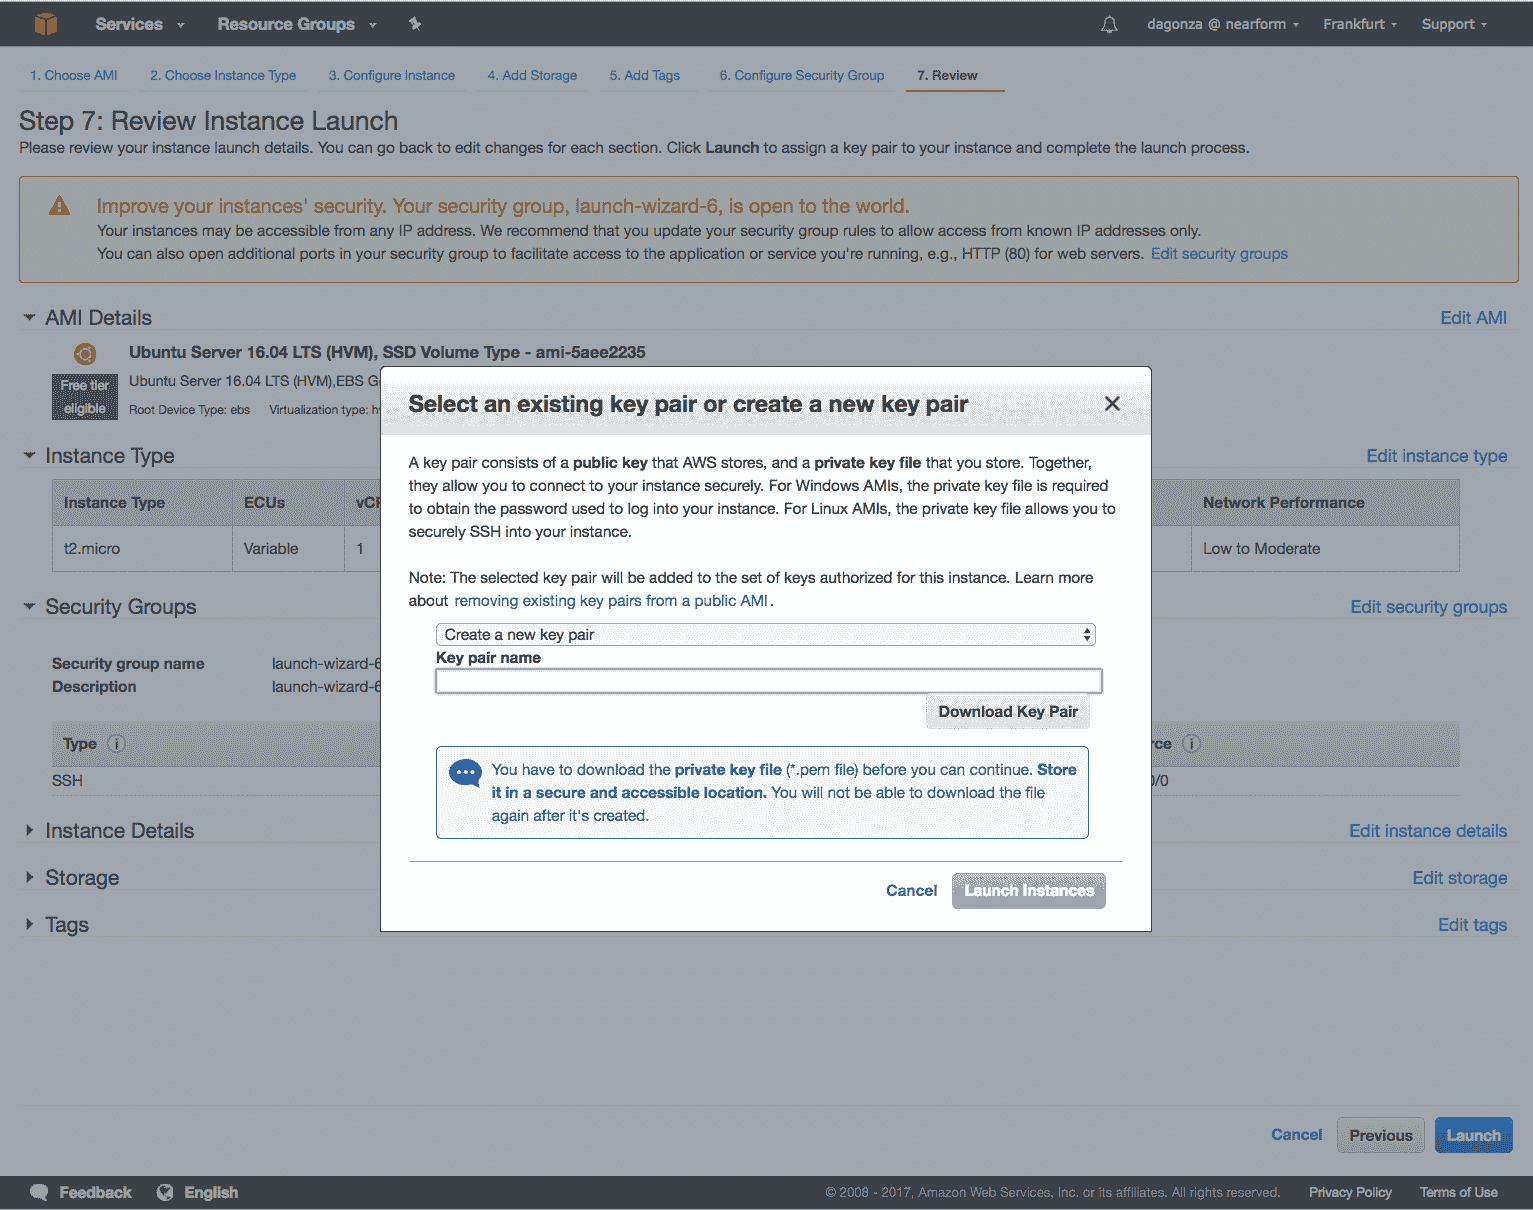 Services
Resource Groups
dagonza @ nearform
Frankfurt
Support
1. Choose AMI
2. Choose Instance Type
3. Configure Instance
4. Add Storage
5. Add Tags
6. Configure Security Group
7. Review
Step 7: Review Instance Launch
Please review your instance launch details. You can go back to edit changes for each section. Click Launch to assign a key pair to your instance and complete the launch process.
Improve your instances' security. Your security group, launch-wizard-6, is open to the world.
Your instances may be accessible from any IP address. We recommend that you update your security group rules to allow access from known IP addresses only.
You can also open additional ports in your security group to facilitate access to the application or service you're running, e.g., HTTP (80) for web servers. Edit security groups
AMI Details
Edit AMI
Ubuntu Server 16.04 LTS (HVM), SSD Volume Type - ami-5aee2235
Free tier
eligible
Ubuntu Server 16.04 LTS (HVM),EBS G
Root Device Type: ebs
Virtualization type: h
Instance Type
Edit instance type
Instance Type
ECUs
vCP
Network Performance
t2.micro
Variable
1
Low to Moderate
Security Groups
Edit security groups
Security group name
launch-wizard-6
Description
launch-wizard-6
Type
rce
SSH
0/0
Instance Details
Edit instance details
Storage
Edit storage
Tags
Edit tags
Select an existing key pair or create a new key pair
A key pair consists of a public key that AWS stores, and a private key file that you store. Together,
they allow you to connect to your instance securely. For Windows AMIs, the private key file is required
to obtain the password used to log into your instance. For Linux AMIs, the private key file allows you to
securely SSH into your instance.
Note: The selected key pair will be added to the set of keys authorized for this instance. Learn more
about removing existing key pairs from a public AMI .
Create a new key pair
Key pair name
Download Key Pair
You have to download the private key file (*.pem file) before you can continue. Store
it in a secure and accessible location. You will not be able to download the file
again after it's created.
Cancel
Launch Instances
Cancel
Previous
Launch
Feedback
English
© 2008 - 2017, Amazon Web Services, Inc. or its affiliates. All rights reserved.
Privacy Policy
Terms of Use